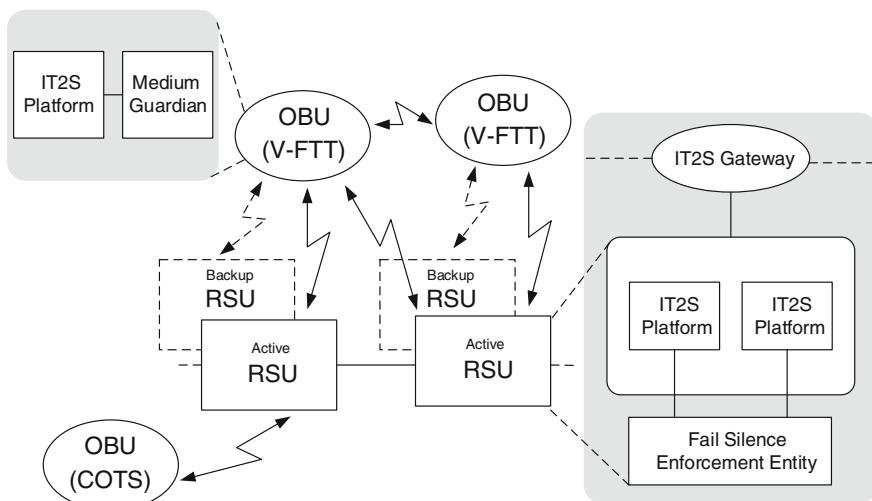 IT2S
Platform
Medium
Guardian
OBU
(V-FTT)
OBU
(V-FTT)
IT2S Gateway
Backup
RSU
Backup
RSU
IT2S
Platform
IT2S
Platform
Active
RSU
Active
RSU
OBU
(COTS)
Fail Silence
Enforcement Entity